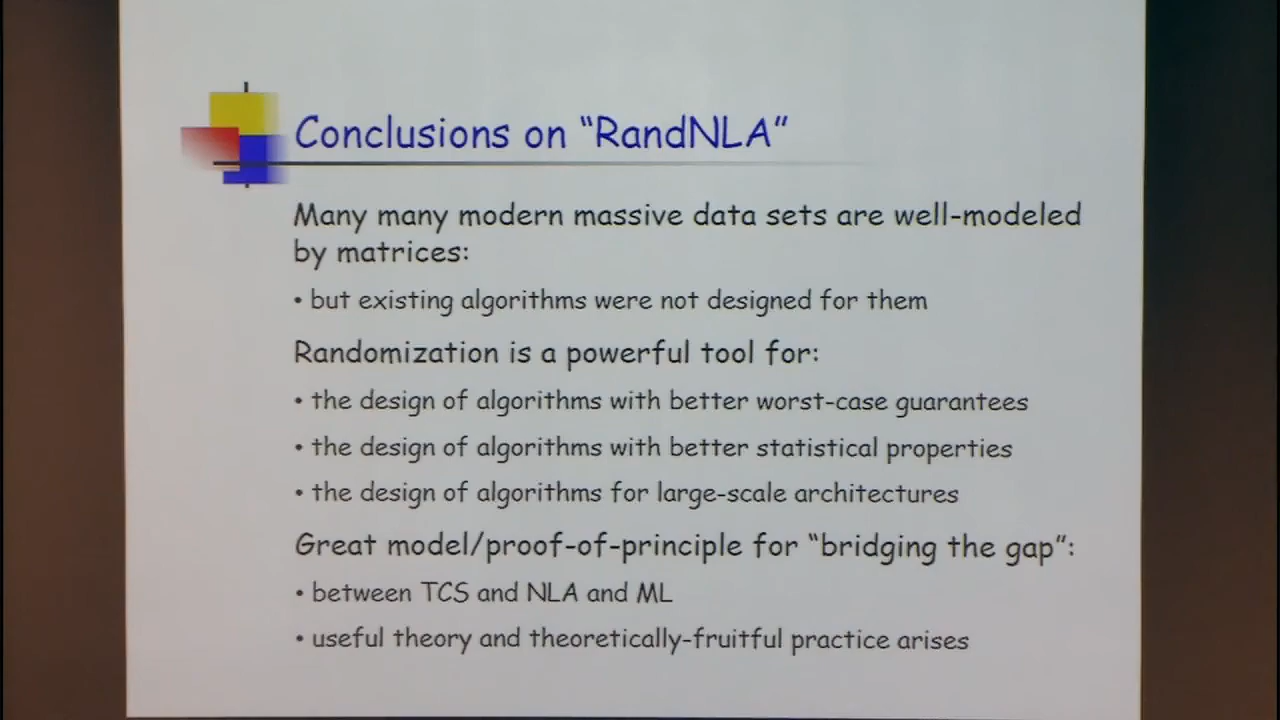 Conclusions on “RandNLA”
Many many modern massive data sets are well-modeled
by matrices:
• but existing algorithms were not designed for them
Randomization is a powerful tool for:
• the design of algorithms with better worst-case guarantees
• the design of algorithms with better statistical properties
• the design of algorithms for large-scale architectures
Great model/proof-of-principle for “bridging the gap”:
• between TCS and NLA and ML
• useful theory and theoretically-fruitful practice arises